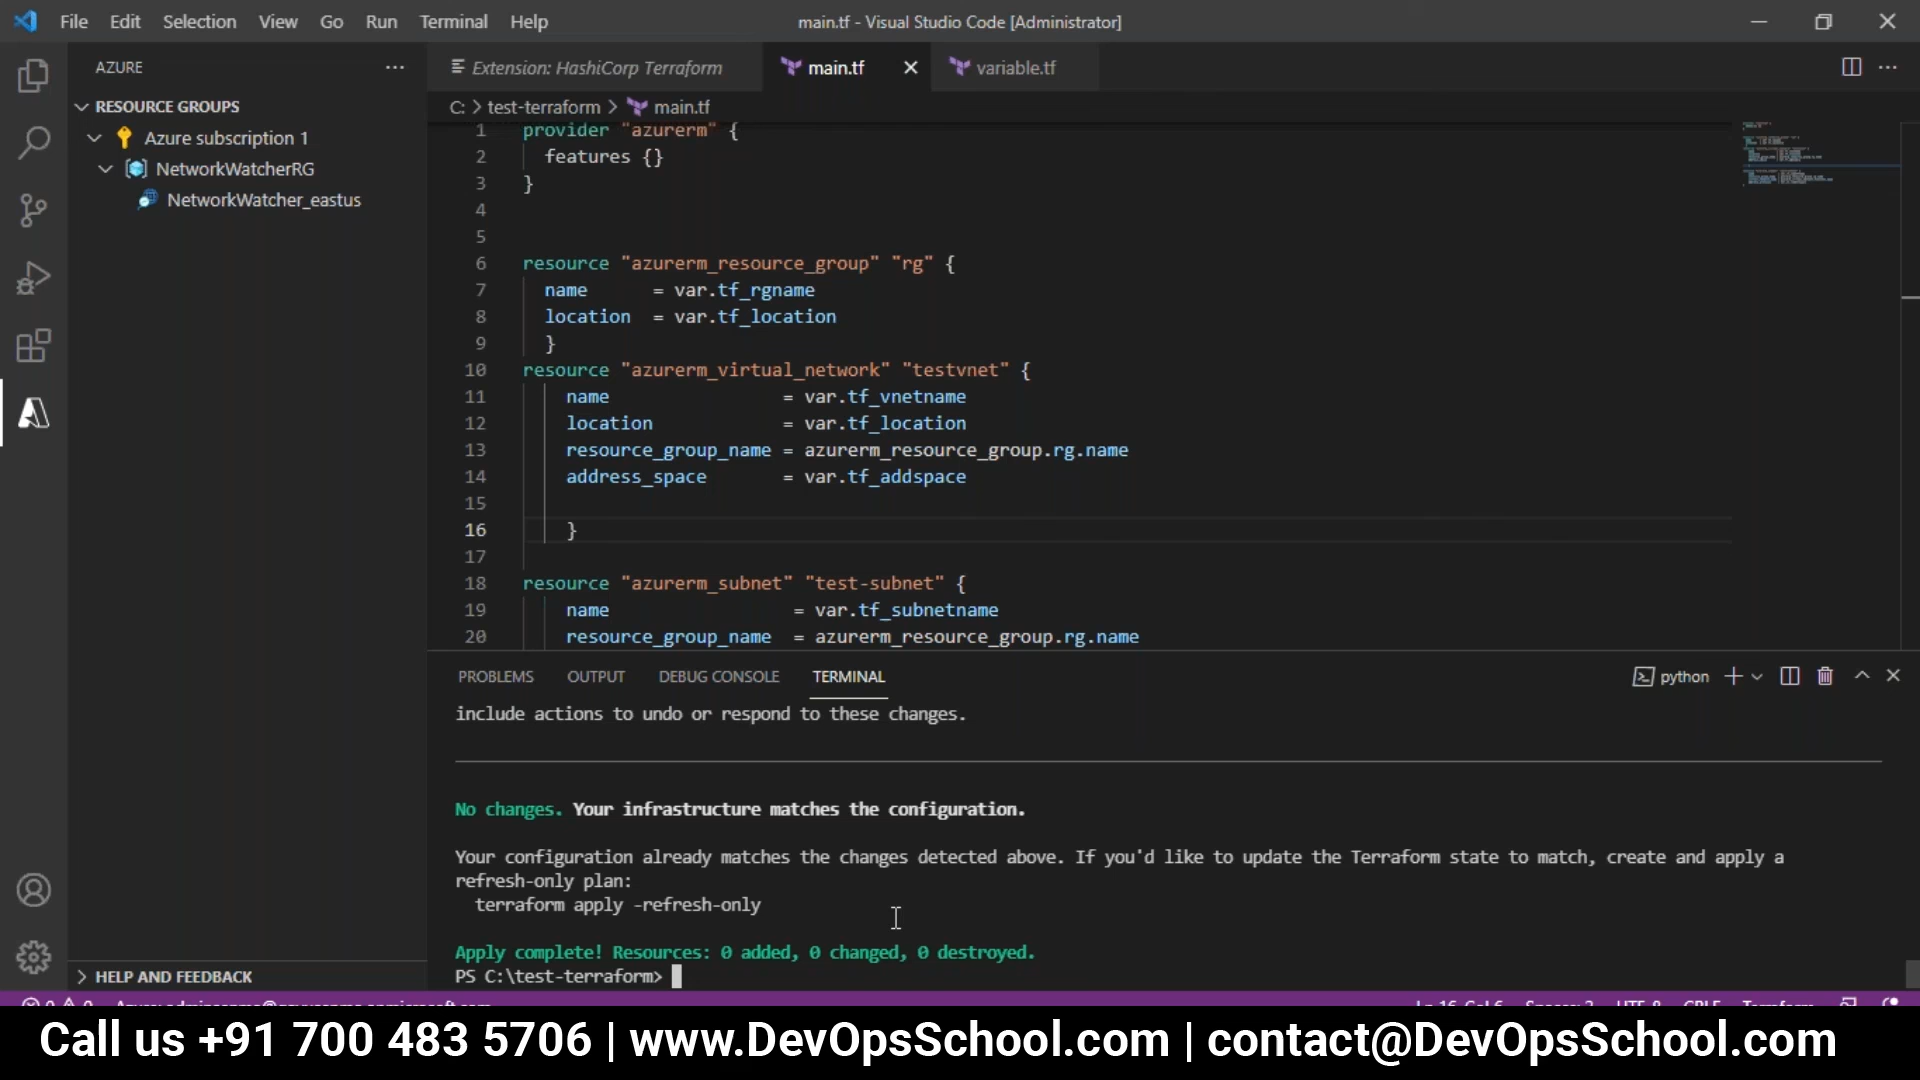 File Edit Selection View Go Run Terminal Help
main.tf - Visual Studio Code [Administrator]
AZURE
RESOURCE GROUPS
Azure subscription 1
NetworkWatcherRG
NetworkWatcher_eastus
Extension: HashiCorp Terraform
main.tf
variable.tf
C: > test-terraform > main.tf
1 provider "azurerm" {
2 features {}
3 }
4
5
6 resource "azurerm_resource_group" "rg" {
7 name = var.tf_rgname
8 location = var.tf_location
9 }
10 resource "azurerm_virtual_network" "testvnet" {
11 name = var.tf_vnetname
12 location = var.tf_location
13 resource_group_name = azurerm_resource_group.rg.name
14 address_space = var.tf_addspace
15
16 }
17
18 resource "azurerm_subnet" "test-subnet" {
19 name = var.tf_subnetname
20 resource_group_name = azurerm_resource_group.rg.name
PROBLEMS OUTPUT DEBUG CONSOLE TERMINAL
python
include actions to undo or respond to these changes.
No changes. Your infrastructure matches the configuration.
Your configuration already matches the changes detected above. If you'd like to update the Terraform state to match, create and apply a
refresh-only plan:
terraform apply -refresh-only
Apply complete! Resources: 0 added, 0 changed, 0 destroyed.
PS C:\test-terraform>
HELP AND FEEDBACK
Call us +91 700 483 5706 | www.DevOpsSchool.com | contact@DevOpsSchool.com